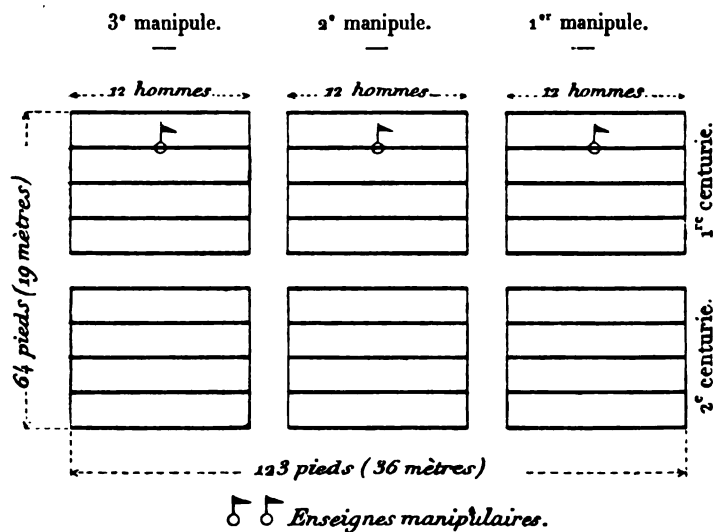 3e manipule. 2e manipule. 1er manipule.
12 hommes 12 hommes 12 hommes
1re centurie.
64 pieds (19 mètres)
2e centurie.
123 pieds (36 mètres)
Enseignes manipulaires.